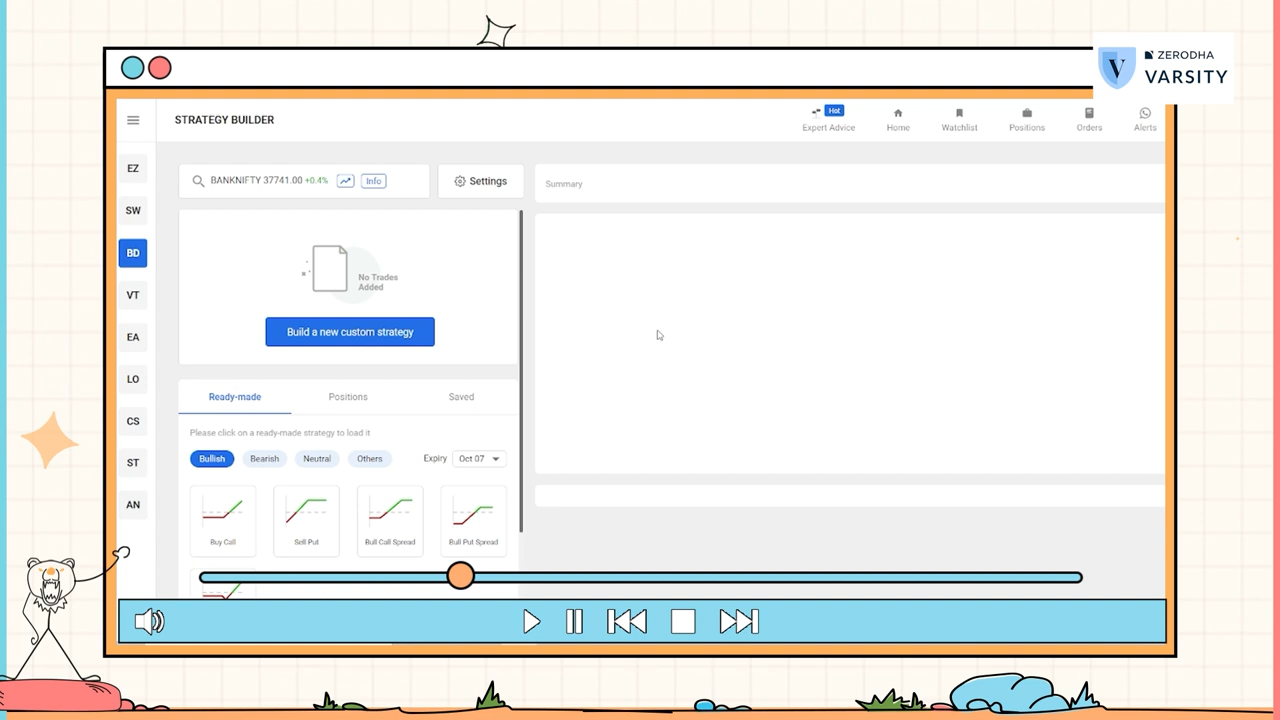 ZERODHA
VARSITY
STRATEGY BUILDER
Hot
Expert Advice
Home
Watchlist
Positions
Orders
Alerts
EZ
SW
BD
VT
EA
LO
CS
ST
AN
BANKNIFTY 37741.00 +0.4%
Info
Settings
Summary
No Trades
Added
Build a new custom strategy
Ready-made
Positions
Saved
Please click on a ready-made strategy to load it
Bullish
Bearish
Neutral
Others
Expiry
Oct 07
Buy Call
Sell Put
Bull Call Spread
Bull Put Spread